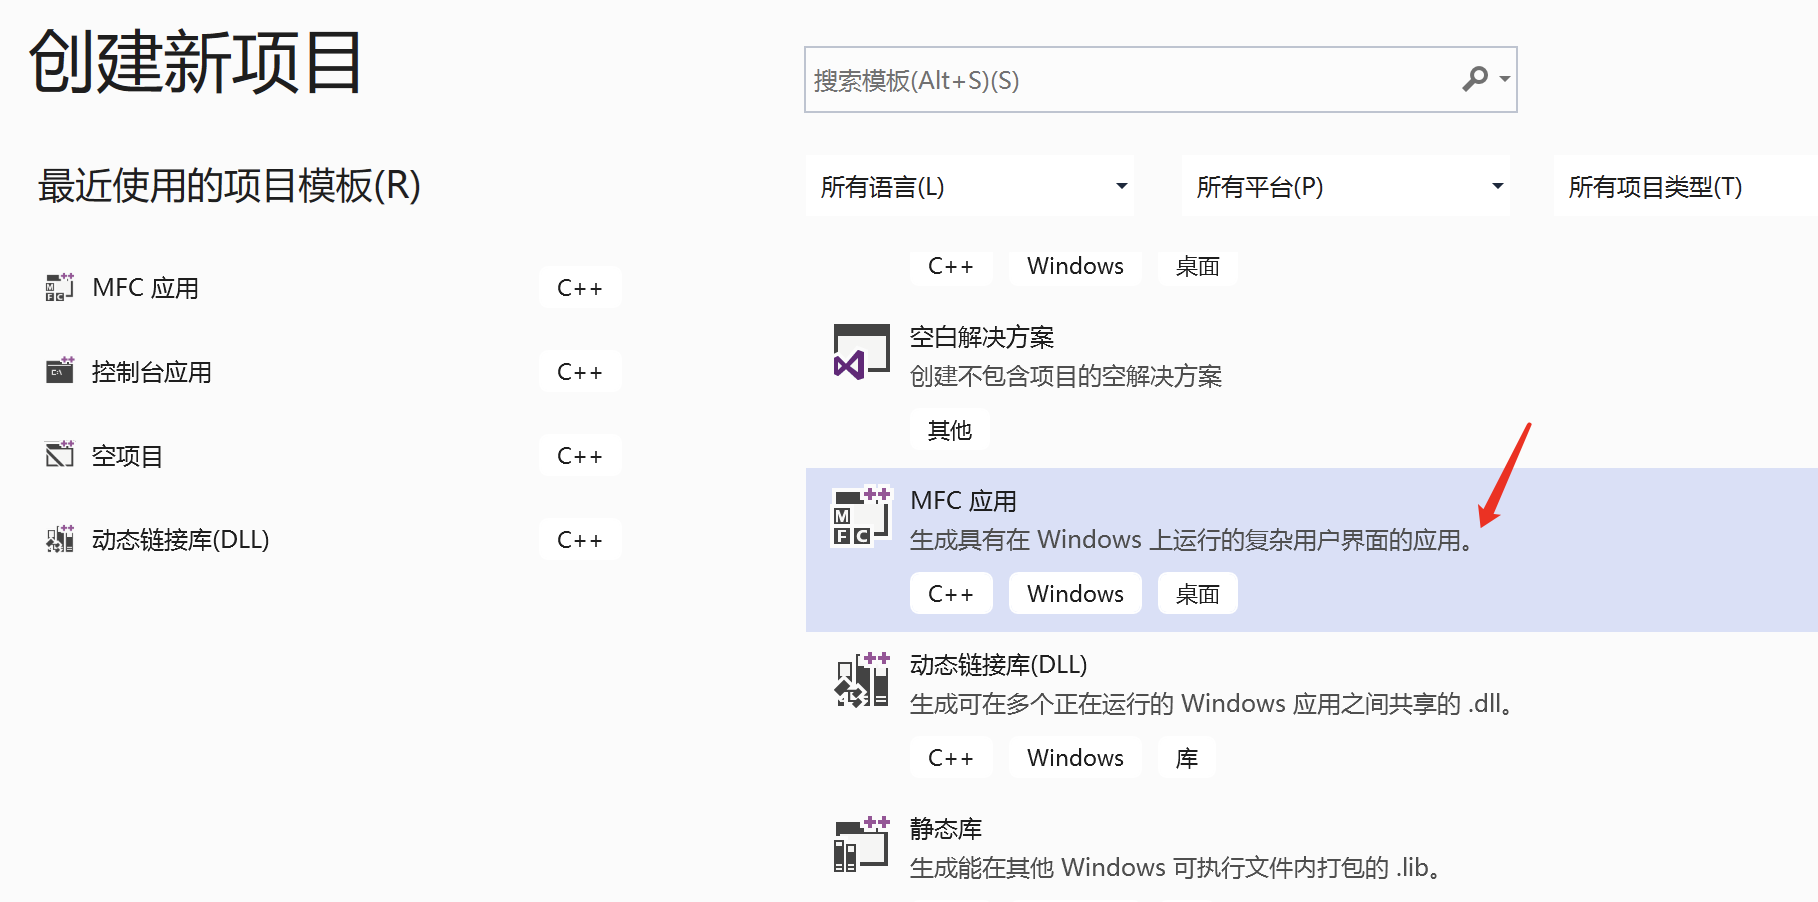 创建新项目
搜索模板(Alt+S)(S)
最近使用的项目模板(R)
所有语言(L)
所有平台(P)
所有项目类型(T)
MFC 应用
C++
控制台应用
C++
空项目
C++
动态链接库(DLL)
C++
C++ Windows 桌面
空白解决方案
创建不包含项目的空解决方案
其他
MFC 应用
生成具有在 Windows 上运行的复杂用户界面的应用。
C++ Windows 桌面
动态链接库(DLL)
生成可在多个正在运行的 Windows 应用之间共享的 .dll。
C++ Windows 库
静态库
生成能在其他 Windows 可执行文件内打包的 .lib。